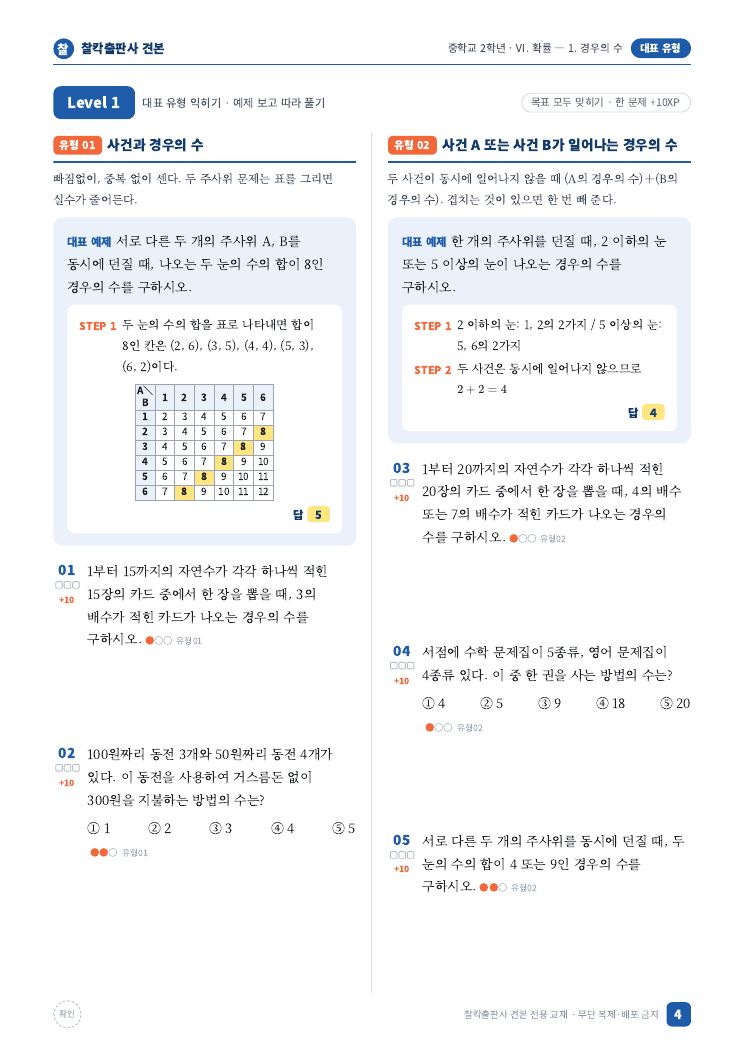 찰 찰칵출판사 견본
중학교 2학년 · VI. 확률 — 1. 경우의 수 대표 유형
Level 1 대표 유형 익히기 · 예제 보고 따라 풀기
목표 모두 맞히기 · 한 문제 +10XP
유형 01 사건과 경우의 수
빠짐없이, 중복 없이 센다. 두 주사위 문제는 표를 그리면
실수가 줄어든다.
대표 예제 서로 다른 두 개의 주사위 A, B를
동시에 던질 때, 나오는 두 눈의 수의 합이 8인
경우의 수를 구하시오.
STEP 1 두 눈의 수의 합을 표로 나타내면 합이
8인 칸은 (2, 6), (3, 5), (4, 4), (5, 3),
(6, 2)이다.
A＼B 1 2 3 4 5 6
1 2 3 4 5 6 7
2 3 4 5 6 7 8
3 4 5 6 7 8 9
4 5 6 7 8 9 10
5 6 7 8 9 10 11
6 7 8 9 10 11 12
답 5
01 1부터 15까지의 자연수가 각각 하나씩 적힌
15장의 카드 중에서 한 장을 뽑을 때, 3의
+10 배수가 적힌 카드가 나오는 경우의 수를
구하시오. ●○○ 유형01
02 100원짜리 동전 3개와 50원짜리 동전 4개가
있다. 이 동전을 사용하여 거스름돈 없이
+10 300원을 지불하는 방법의 수는?
① 1 ② 2 ③ 3 ④ 4 ⑤ 5
●●○ 유형01
유형 02 사건 A 또는 사건 B가 일어나는 경우의 수
두 사건이 동시에 일어나지 않을 때 (A의 경우의 수)+(B의
경우의 수). 겹치는 것이 있으면 한 번 빼 준다.
대표 예제 한 개의 주사위를 던질 때, 2 이하의 눈
또는 5 이상의 눈이 나오는 경우의 수를
구하시오.
STEP 1 2 이하의 눈: 1, 2의 2가지 / 5 이상의 눈:
5, 6의 2가지
STEP 2 두 사건은 동시에 일어나지 않으므로
2 + 2 = 4
답 4
03 1부터 20까지의 자연수가 각각 하나씩 적힌
20장의 카드 중에서 한 장을 뽑을 때, 4의 배수
+10 또는 7의 배수가 적힌 카드가 나오는 경우의
수를 구하시오. ●○○ 유형02
04 서점에 수학 문제집이 5종류, 영어 문제집이
4종류 있다. 이 중 한 권을 사는 방법의 수는?
+10
① 4 ② 5 ③ 9 ④ 18 ⑤ 20
●○○ 유형02
05 서로 다른 두 개의 주사위를 동시에 던질 때, 두
눈의 수의 합이 4 또는 9인 경우의 수를
+10
구하시오. ●●○ 유형02
확인
찰칵출판사 견본 전용 교재 · 무단 복제·배포 금지 4